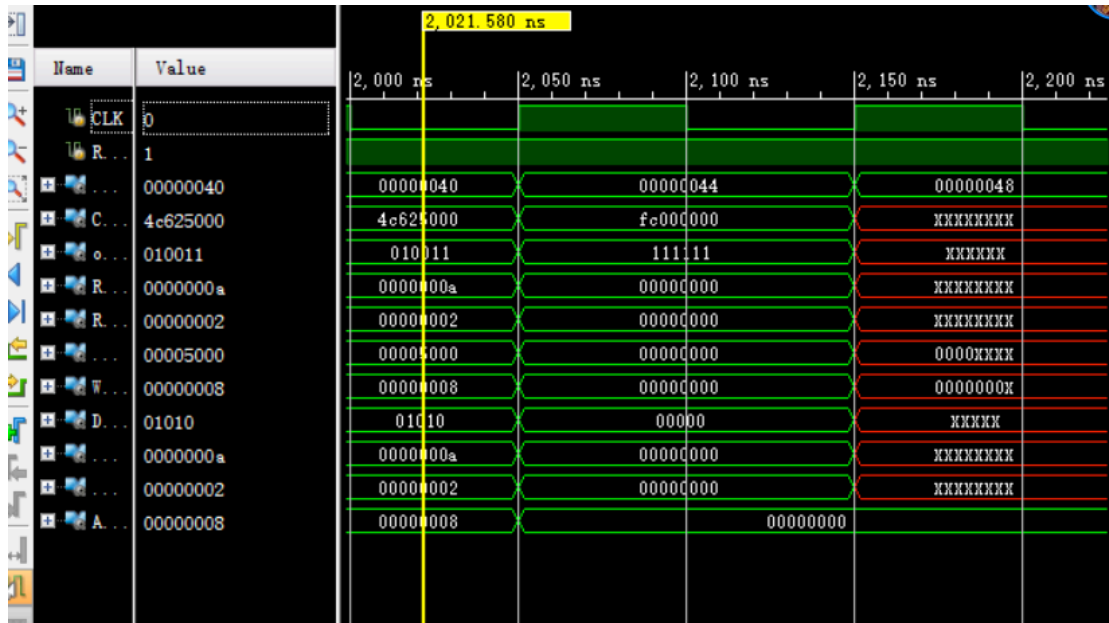 2,021.580 ns
Name Value
2,000 ns 2,050 ns 2,100 ns 2,150 ns 2,200 ns
CLK 0
R... 1
... 00000040 00000040 00000044 00000048
C... 4c625000 4c625000 fc000000 XXXXXXXX
o... 010011 010011 111111 XXXXXX
R... 0000000a 0000000a 00000000 XXXXXXXX
R... 00000002 00000002 00000000 XXXXXXXX
... 00005000 00005000 00000000 0000XXXX
W... 00000008 00000008 00000000 0000000X
D... 01010 01010 00000 XXXXX
... 0000000a 0000000a 00000000 XXXXXXXX
... 00000002 00000002 00000000 XXXXXXXX
A... 00000008 00000008 00000000